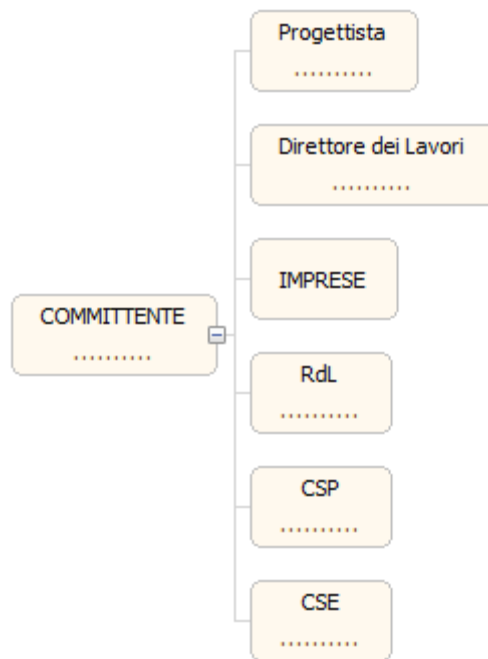 Progettista
..........
Direttore dei Lavori
..........
IMPRESE
COMMITTENTE
..........
RdL
..........
CSP
..........
CSE
..........